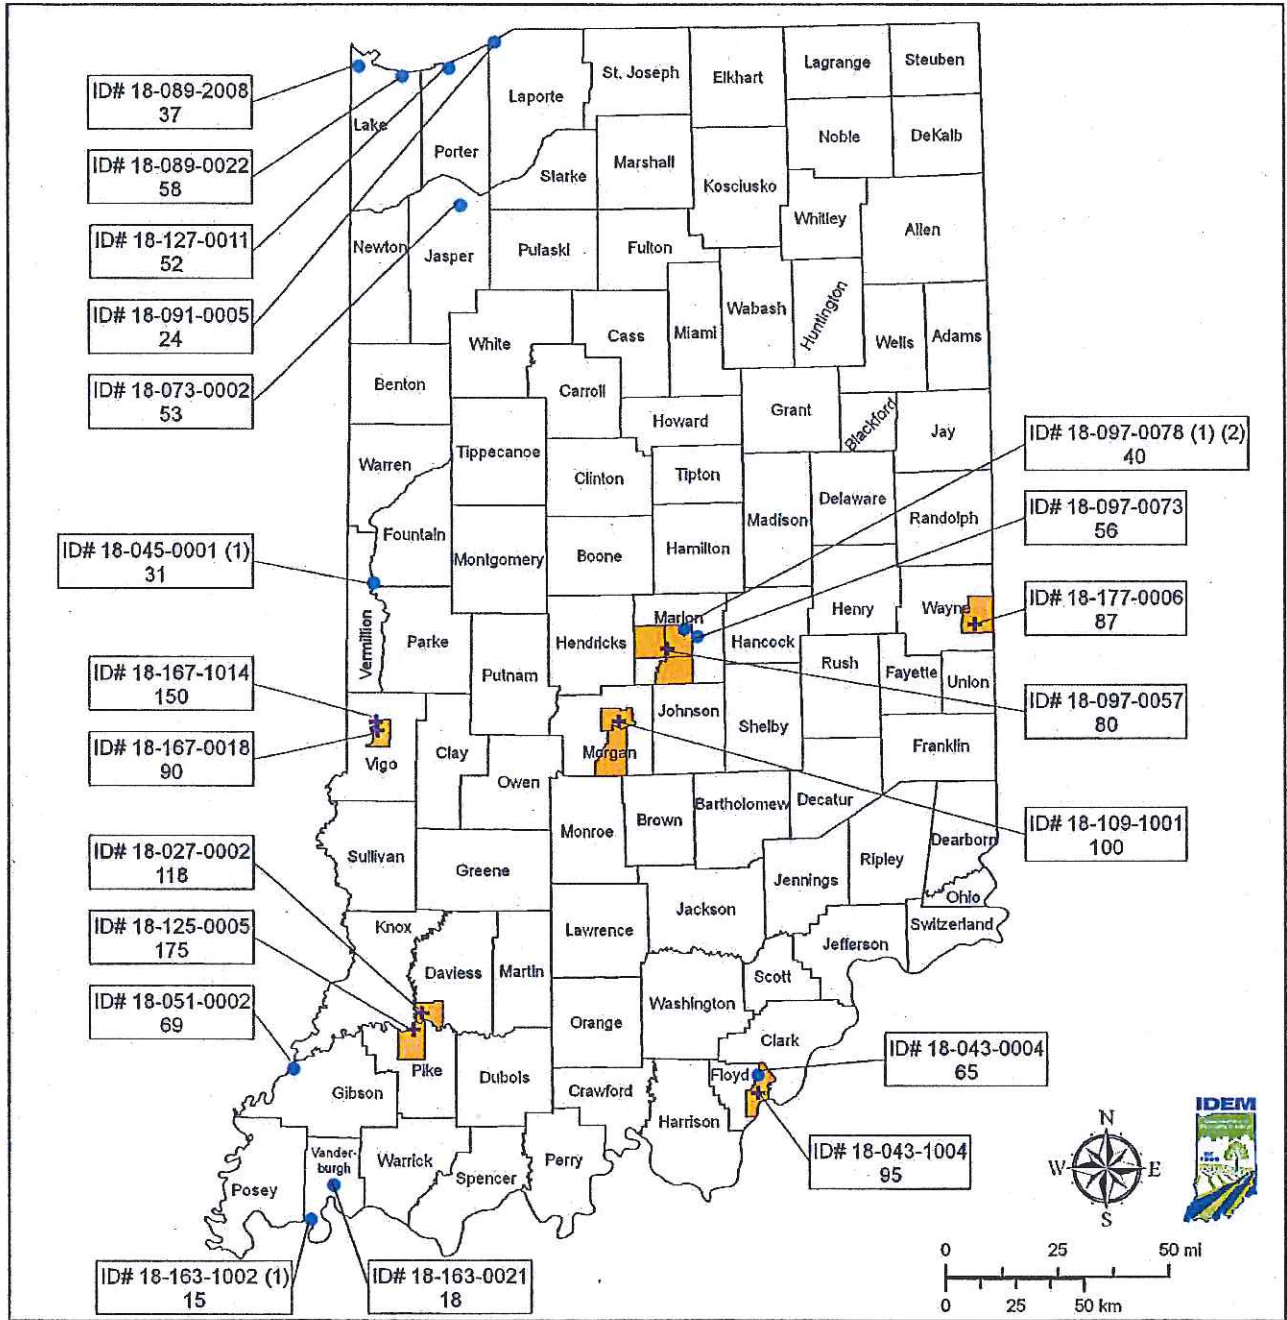 ID# 18-089-2008
37
ID# 18-089-0022
58
ID# 18-127-0011
52
ID# 18-091-0005
24
ID# 18-073-0002
53
ID# 18-045-0001 (1)
31
ID# 18-167-1014
150
ID# 18-167-0018
90
ID# 18-027-0002
118
ID# 18-125-0005
175
ID# 18-051-0002
69
ID# 18-163-1002 (1)
15
ID# 18-163-0021
18
ID# 18-097-0078 (1) (2)
40
ID# 18-097-0073
56
ID# 18-177-0006
87
ID# 18-097-0057
80
ID# 18-109-1001
100
ID# 18-043-0004
65
ID# 18-043-1004
95
Lake
Porter
Laporte
St. Joseph
Elkhart
Lagrange
Steuben
Noble
DeKalb
Starke
Marshall
Kosciusko
Whitley
Allen
Newton
Jasper
Pulaski
Fulton
Wabash
Huntington
Miami
Cass
White
Wells
Adams
Benton
Carroll
Howard
Grant
Blackford
Jay
Warren
Tippecanoe
Clinton
Tipton
Madison
Delaware
Randolph
Fountain
Montgomery
Boone
Hamilton
Vermillion
Parke
Putnam
Hendricks
Marion
Hancock
Henry
Wayne
Rush
Fayette
Union
Vigo
Clay
Owen
Morgan
Johnson
Shelby
Franklin
Sullivan
Greene
Monroe
Brown
Bartholomew
Decatur
Dearborn
Ripley
Jennings
Ohio
Switzerland
Knox
Daviess
Martin
Lawrence
Jackson
Jefferson
Scott
Washington
Orange
Clark
Floyd
Gibson
Pike
Dubois
Crawford
Harrison
Posey
Vander-
burgh
Warrick
Spencer
Perry
N
W
E
S
IDEM
0 25 50 mi
0 25 50 km